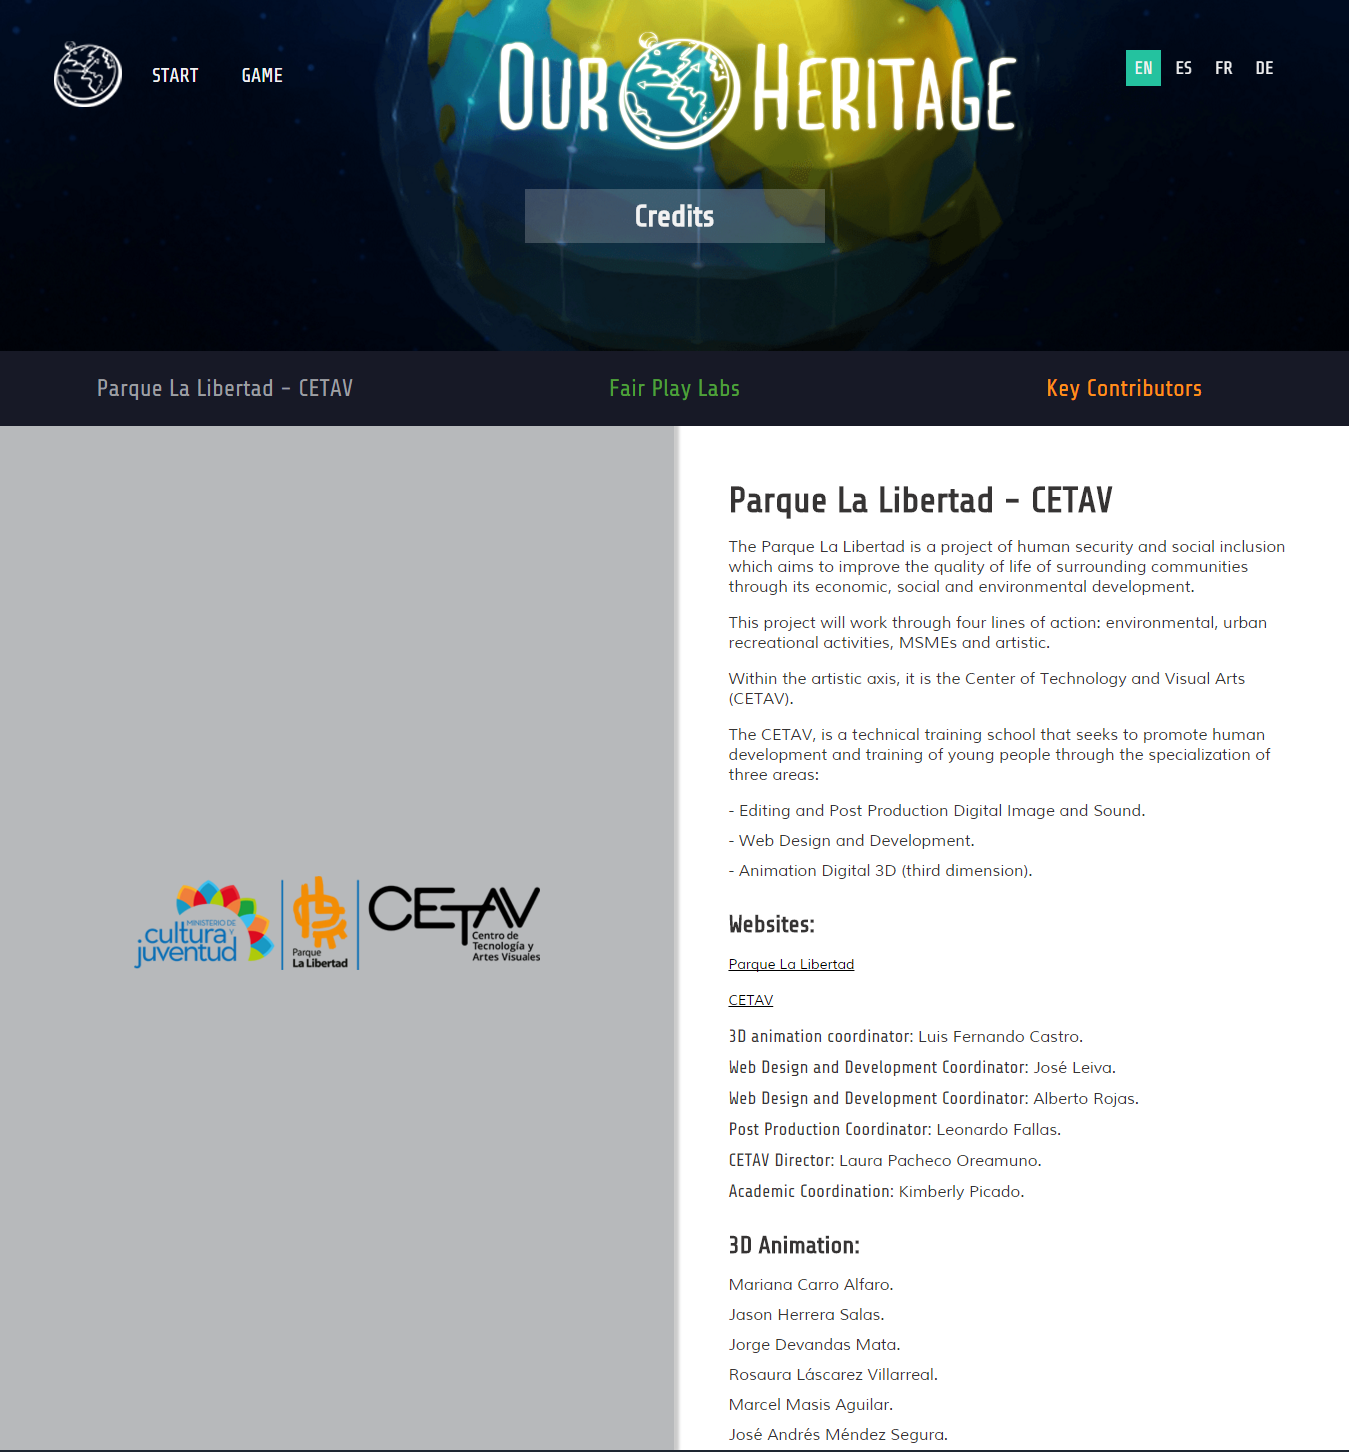 START
GAME
OUR HERITAGE
EN
ES
FR
DE
Credits
Parque La Libertad - CETAV
Fair Play Labs
Key Contributors
MINISTERIO DE
cultura y
juventud
Parque
La Libertad
CETAV
Centro de
Tecnología y
Artes Visuales
Parque La Libertad - CETAV
The Parque La Libertad is a project of human security and social inclusion
which aims to improve the quality of life of surrounding communities
through its economic, social and environmental development.
This project will work through four lines of action: environmental, urban
recreational activities, MSMEs and artistic.
Within the artistic axis, it is the Center of Technology and Visual Arts
(CETAV).
The CETAV, is a technical training school that seeks to promote human
development and training of young people through the specialization of
three areas:
- Editing and Post Production Digital Image and Sound.
- Web Design and Development.
- Animation Digital 3D (third dimension).
Websites:
Parque La Libertad
CETAV
3D animation coordinator: Luis Fernando Castro.
Web Design and Development Coordinator: José Leiva.
Web Design and Development Coordinator: Alberto Rojas.
Post Production Coordinator: Leonardo Fallas.
CETAV Director: Laura Pacheco Oreamuno.
Academic Coordination: Kimberly Picado.
3D Animation:
Mariana Carro Alfaro.
Jason Herrera Salas.
Jorge Devandas Mata.
Rosaura Láscarez Villarreal.
Marcel Masis Aguilar.
José Andrés Méndez Segura.